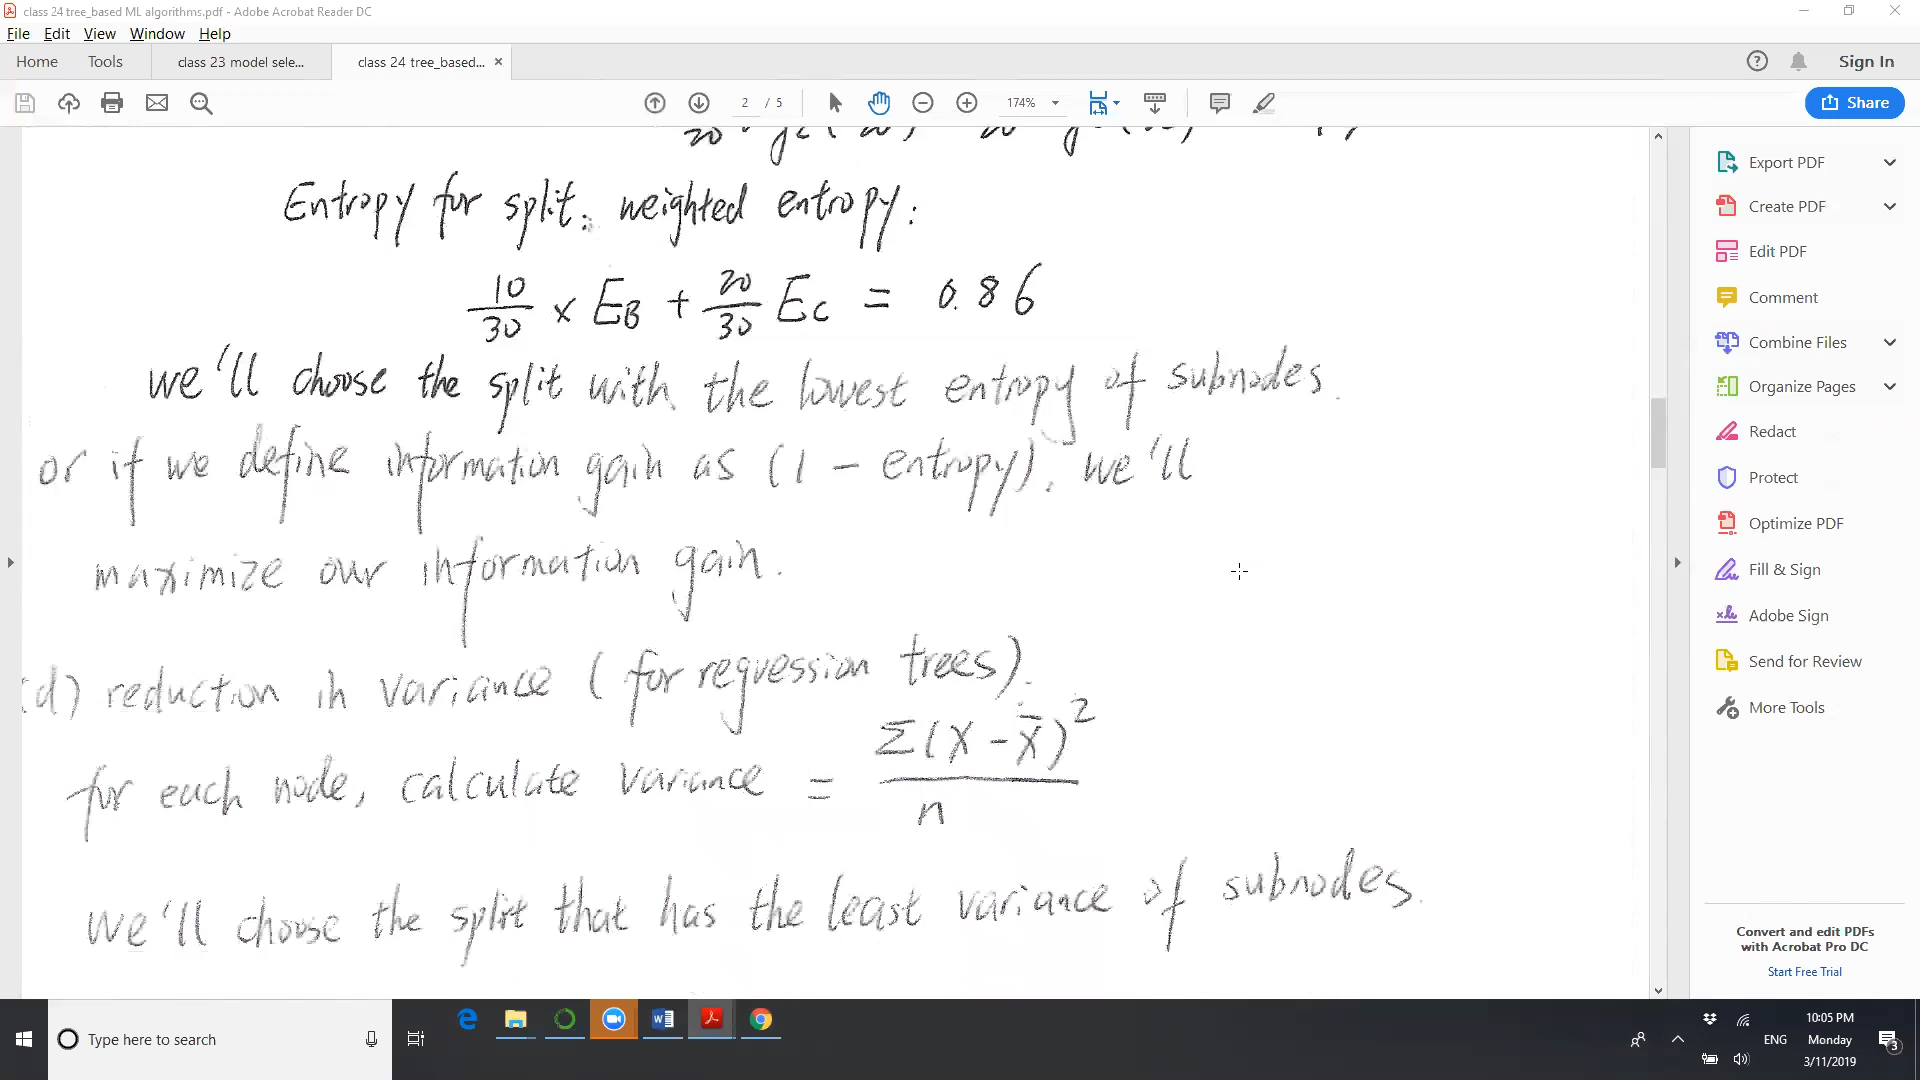 class 24 tree_based ML algorithms.pdf - Adobe Acrobat Reader DC
File Edit View Window Help
Home Tools class 23 model sele... class 24 tree_based... × Sign In
2 / 5 174% Share
Entropy for split: weighted entropy:
10/30 × EB + 20/30 EC = 0.86
we'll choose the split with the lowest entropy of subnodes.
or if we define information gain as (1 - entropy), we'll
maximize our information gain.
(d) reduction in variance (for regression trees).
for each node, calculate variance = Σ(X - X̄)² / n
we'll choose the split that has the least variance of subnodes.
Export PDF
Create PDF
Edit PDF
Comment
Combine Files
Organize Pages
Redact
Protect
Optimize PDF
Fill & Sign
Adobe Sign
Send for Review
More Tools
Convert and edit PDFs
with Acrobat Pro DC
Start Free Trial
Type here to search
10:05 PM
ENG Monday
3/11/2019
3